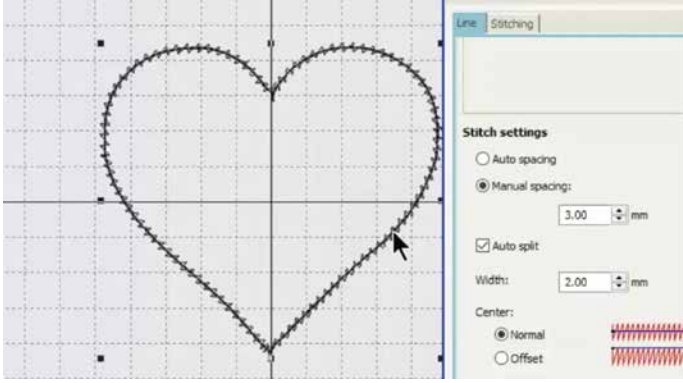 Line Stitching
Stitch settings
Auto spacing
Manual spacing:
3.00 mm
Auto split
Width: 2.00 mm
Center:
Normal
Offset